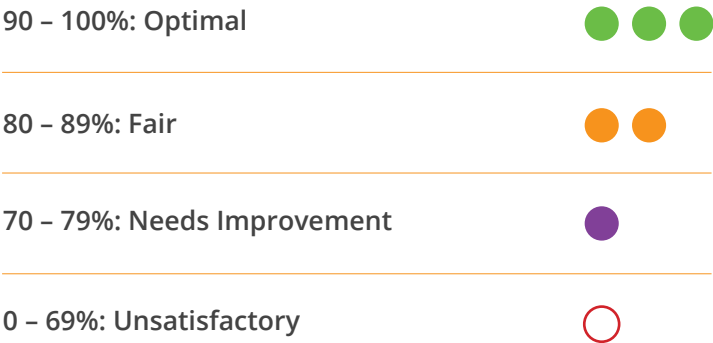 90 – 100%: Optimal
80 – 89%: Fair
70 – 79%: Needs Improvement
0 – 69%: Unsatisfactory